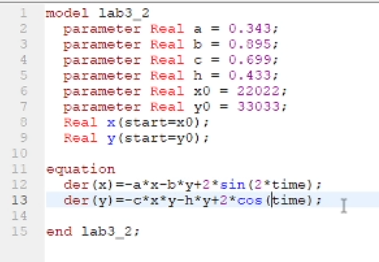 1 model lab3_2
2 parameter Real a = 0.343;
3 parameter Real b = 0.895;
4 parameter Real c = 0.699;
5 parameter Real h = 0.433;
6 parameter Real x0 = 22022;
7 parameter Real y0 = 33033;
8 Real x(start=x0);
9 Real y(start=y0);
10
11 equation
12 der(x)=-a*x-b*y+2*sin(2*time);
13 der(y)=-c*x*y-h*y+2*cos(time);
14
15 end lab3_2;